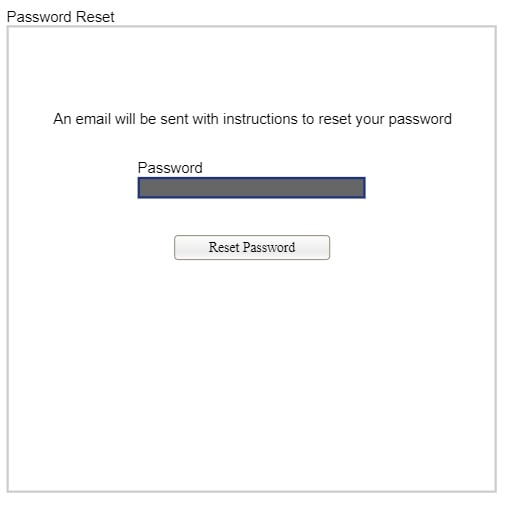 Password Reset
An email will be sent with instructions to reset your password
Password
Reset Password